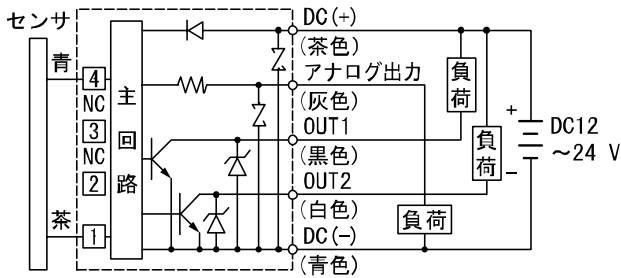 センサ
青
4
NC
3
NC
2
茶
1
主回路
DC(+)
(茶色)
アナログ出力
(灰色)
OUT1
(黒色)
OUT2
(白色)
DC(−)
(青色)
負荷
負荷
負荷
+
DC12
～24 V
−